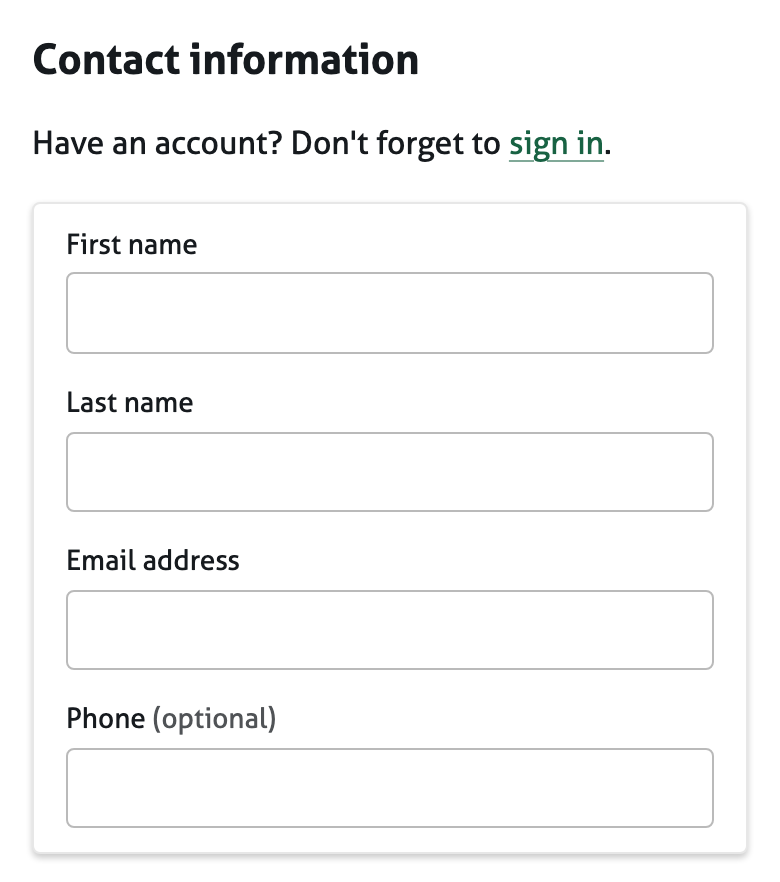 Contact information
Have an account? Don't forget to sign in.
First name
Last name
Email address
Phone (optional)